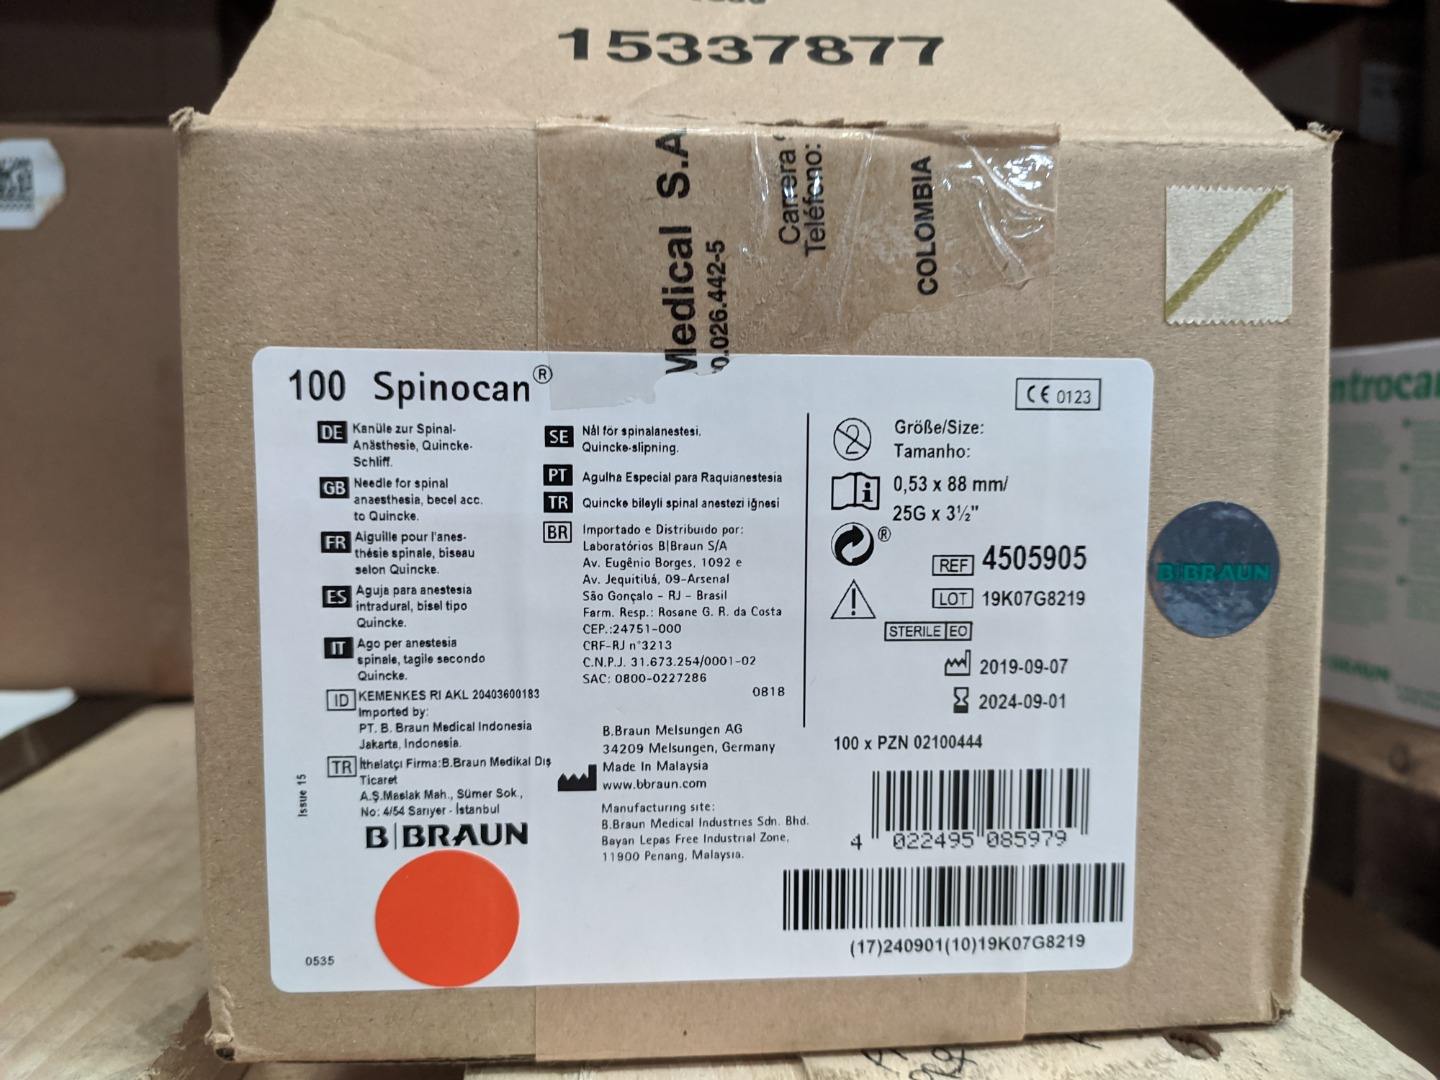 15337877
Medical S.A
0.026.442-5
Carrera
Teléfono:
COLOMBIA
100 Spinocan®
CE 0123
DE Kanüle zur Spinal-
Anästhesie, Quincke-
Schliff.
GB Needle for spinal
anaesthesia, becel acc.
to Quincke.
FR Aiguille pour l'anes-
thésie spinale, biseau
selon Quincke.
ES Aguja para anestesia
intradural, bisel tipo
Quincke.
IT Ago per anestesia
spinale, tagile secondo
Quincke.
ID KEMENKES RI AKL 20403600183
Imported by:
PT. B. Braun Medical Indonesia
Jakarta, Indonesia.
TR İthelatçi Firma:B.Braun Medikal Dış
Ticaret
A.Ş.Maslak Mah., Sümer Sok.,
No: 4/54 Sarıyer - İstanbul
Issue 15
B|BRAUN
0535
SE Nål för spinalanestesi.
Quincke-slipning.
PT Agulha Especial para Raquianestesia
TR Quincke bileyli spinal anestezi iğnesi
BR Importado e Distribuido por:
Laboratórios B|Braun S/A
Av. Eugênio Borges, 1092 e
Av. Jequitibá, 09-Arsenal
São Gonçalo - RJ - Brasil
Farm. Resp.: Rosane G. R. da Costa
CEP.:24751-000
CRF-RJ n°3213
C.N.P.J. 31.673.254/0001-02
SAC: 0800-0227286
0818
B.Braun Melsungen AG
34209 Melsungen, Germany
Made In Malaysia
www.bbraun.com
Manufacturing site:
B.Braun Medical Industries Sdn. Bhd.
Bayan Lepas Free Industrial Zone,
11900 Penang, Malaysia.
2
Größe/Size:
Tamanho:
0,53 x 88 mm/
25G x 3½"
®
REF 4505905
LOT 19K07G8219
STERILE EO
2019-09-07
2024-09-01
100 x PZN 02100444
4 022495 085979
(17)240901(10)19K07G8219
B|BRAUN
ntrocan
B|BRAUN